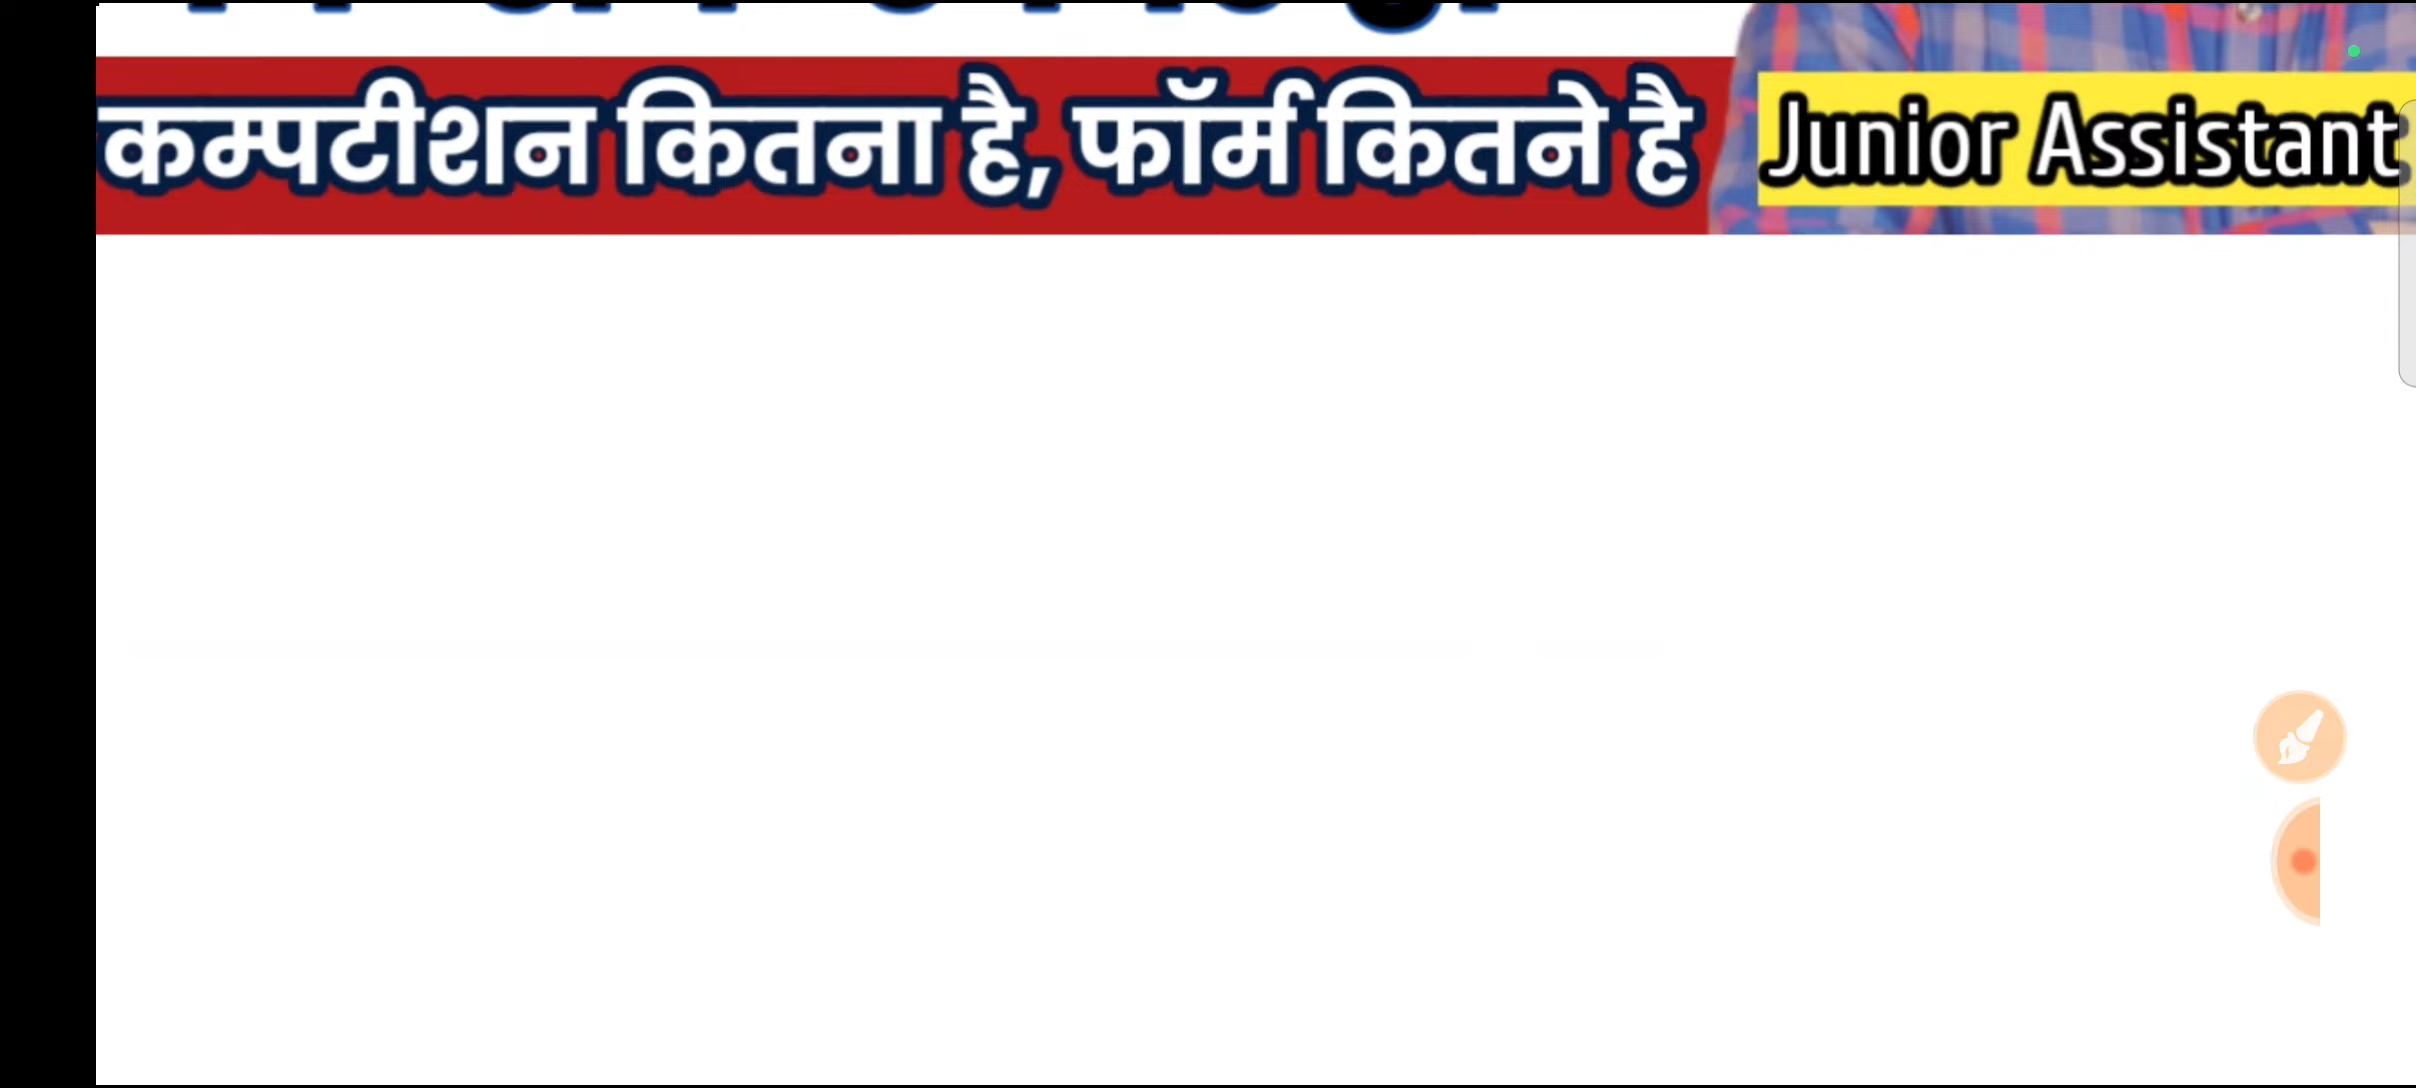 कम्पटीशन कितना है, फॉर्म कितने है
Junior Assistant